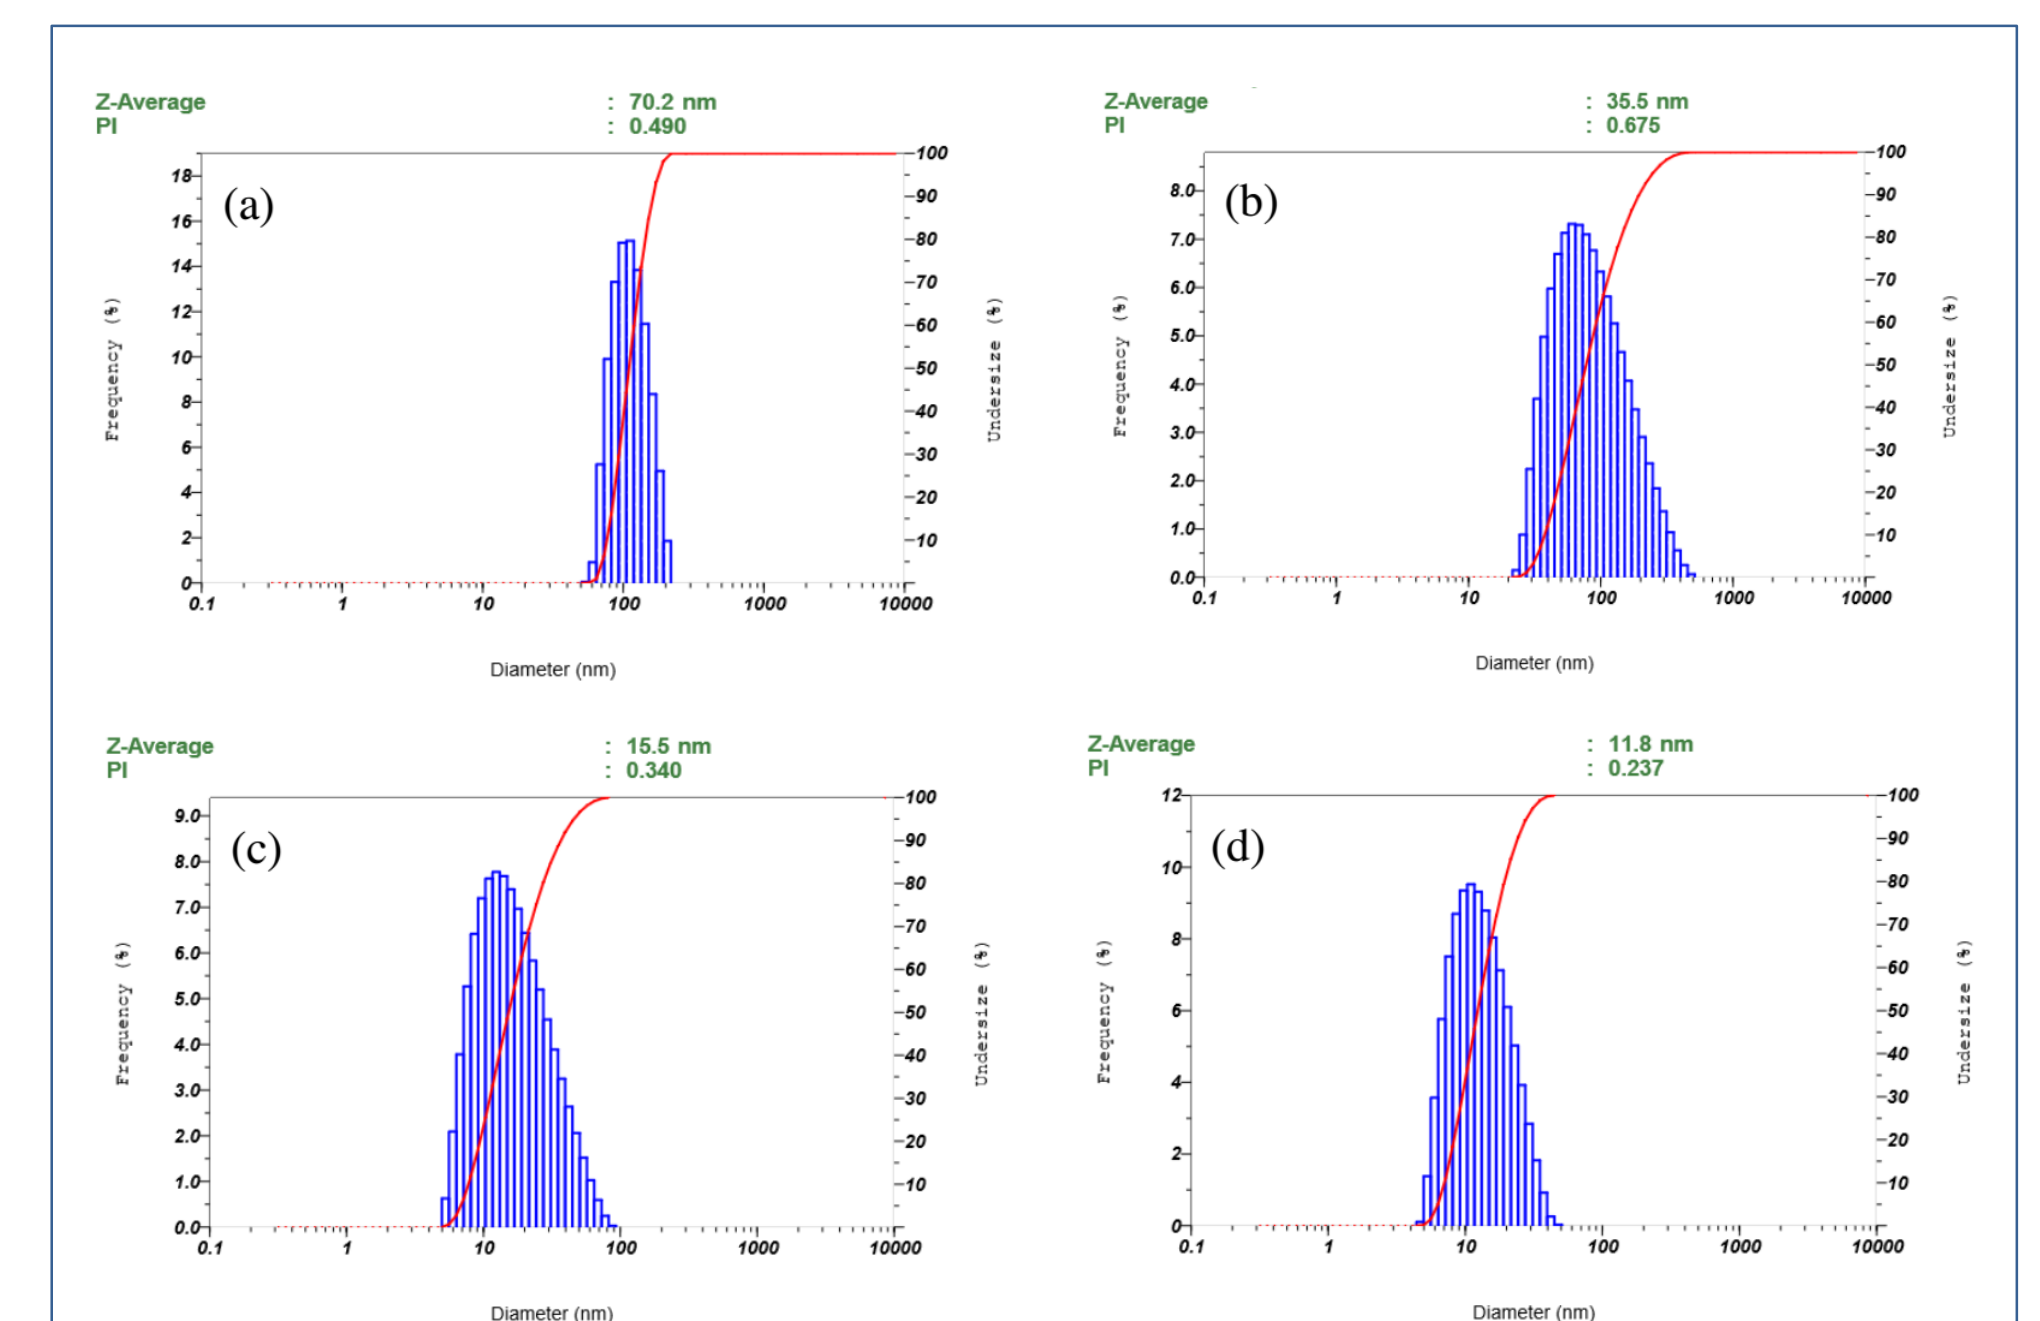 Z-Average : 70.2 nm
PI : 0.490
(a)
Frequency (%)
18
16
14
12
10
8
6
4
2
0
100
90
80
70
60
50
40
30
20
10
Undersize (%)
0.1 1 10 100 1000 10000
Diameter (nm)
Z-Average : 35.5 nm
PI : 0.675
(b)
Frequency (%)
8.0
7.0
6.0
5.0
4.0
3.0
2.0
1.0
0.0
100
90
80
70
60
50
40
30
20
10
Undersize (%)
0.1 1 10 100 1000 10000
Diameter (nm)
Z-Average : 15.5 nm
PI : 0.340
(c)
Frequency (%)
9.0
8.0
7.0
6.0
5.0
4.0
3.0
2.0
1.0
0.0
100
90
80
70
60
50
40
30
20
10
Undersize (%)
0.1 1 10 100 1000 10000
Diameter (nm)
Z-Average : 11.8 nm
PI : 0.237
(d)
Frequency (%)
12
10
8
6
4
2
0
100
90
80
70
60
50
40
30
20
10
Undersize (%)
0.1 1 10 100 1000 10000
Diameter (nm)